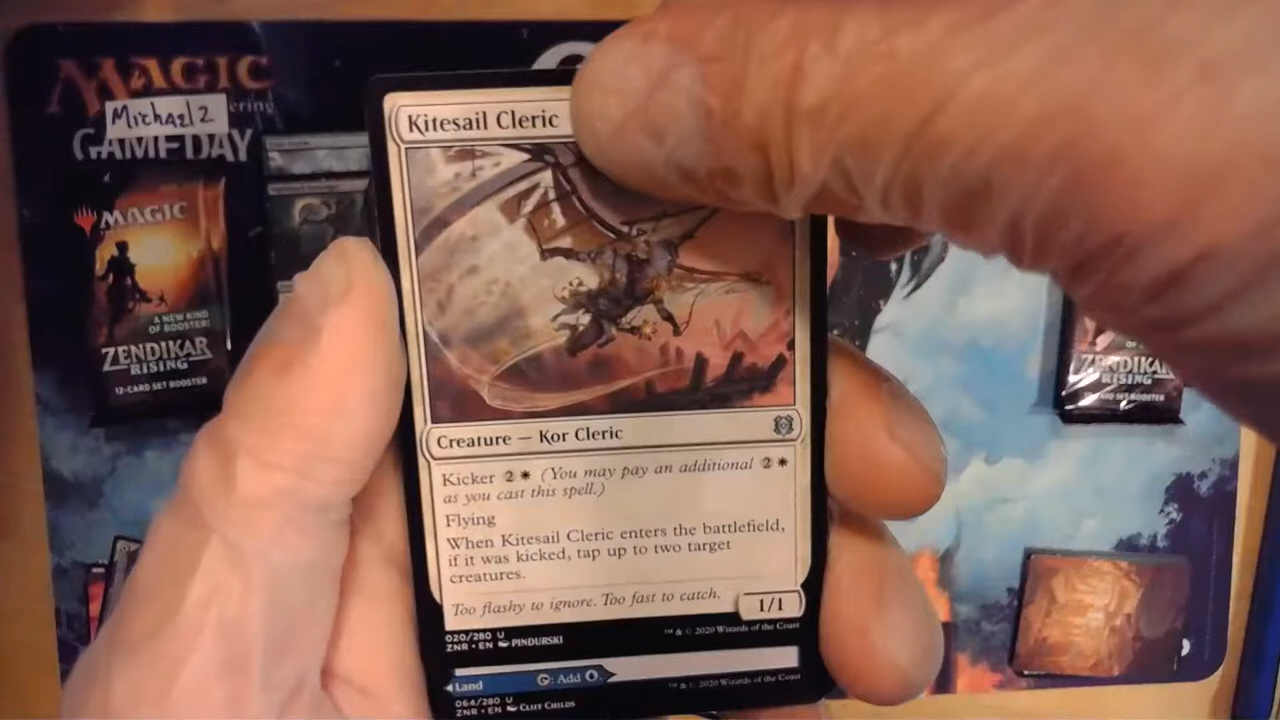 MAGIC
Michael 2
ering
GAMEDAY
MAGIC
A NEW KIND
OF BOOSTER!
ZENDIKAR
RISING
12-CARD SET BOOSTER
Kitesail Cleric
Creature — Kor Cleric
Kicker 2 (You may pay an additional 2
as you cast this spell.)
Flying
When Kitesail Cleric enters the battlefield,
if it was kicked, tap up to two target
creatures.
Too flashy to ignore. Too fast to catch.
1/1
020/280 U
ZNR • EN PINDURSKI
™ & © 2020 Wizards of the Coast
Land
: Add
064/280 U
ZNR • EN CLIFF CHILDS
™ & © 2020 Wizards of the Coast
ZENDIKA
RISING